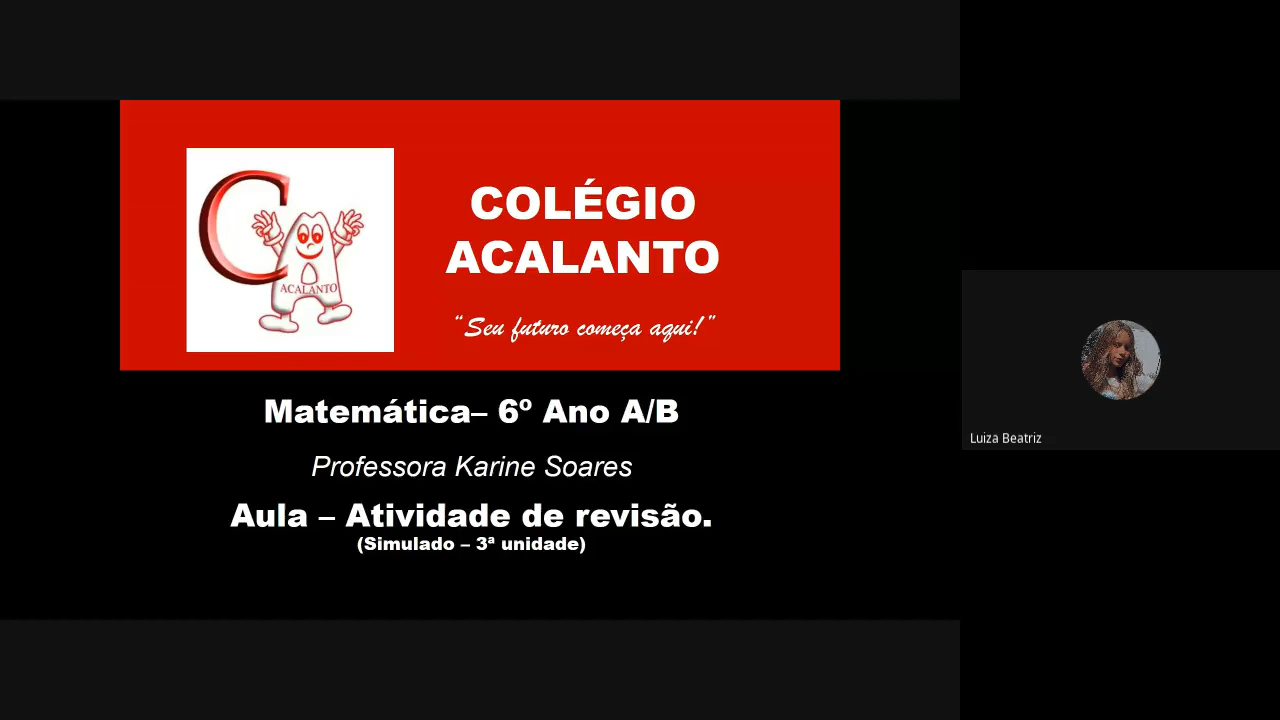 COLÉGIO
ACALANTO
ACALANTO
“Seu futuro começa aqui!”
Matemática– 6º Ano A/B
Professora Karine Soares
Aula – Atividade de revisão.
(Simulado – 3ª unidade)
Luiza Beatriz